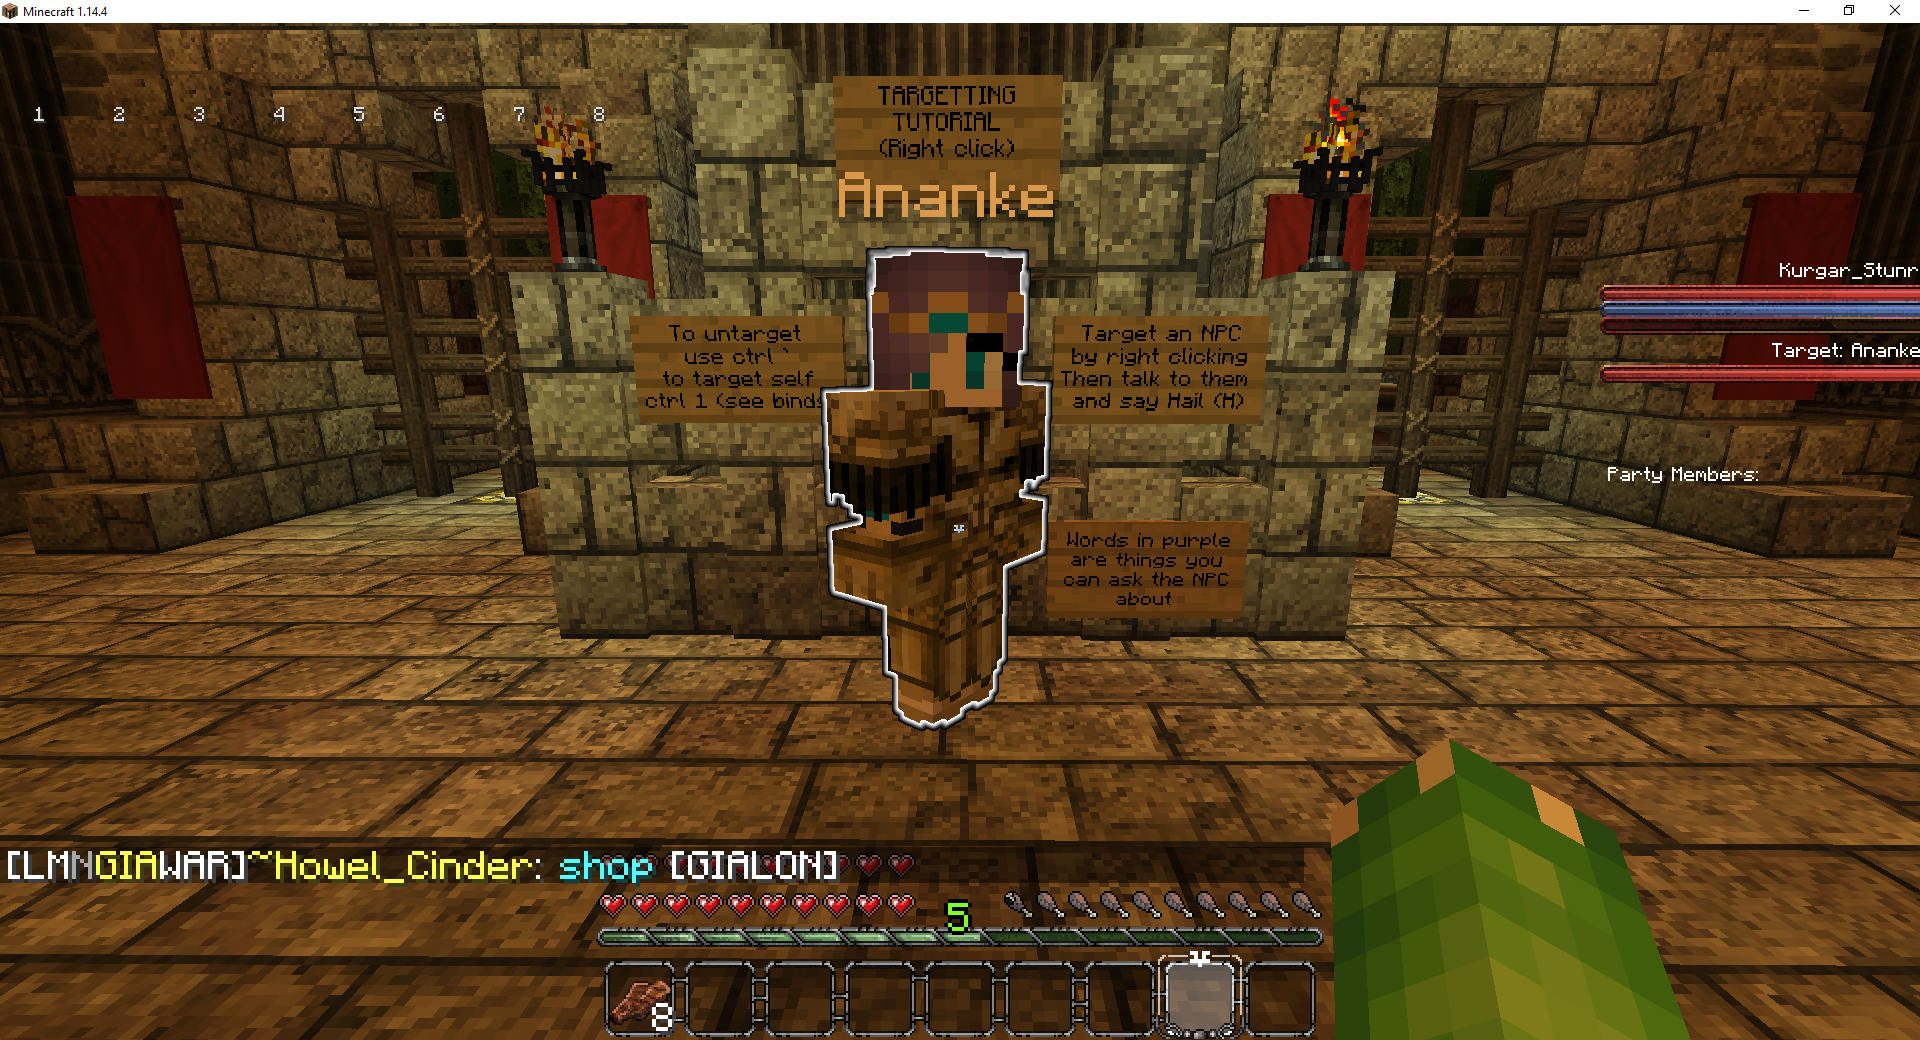 Minecraft 1.14.4
1 2 3 4 5 6 7 8
TARGETTING
TUTORIAL
(Right click)
Ananke
To untarget
use ctrl `
to target self
ctrl 1 (see binds
Target an NPC
by right clicking
Then talk to them
and say Hail (H)
Words in purple
are things you
can ask the NPC
about
Kurgar_Stunr
Target: Ananke
Party Members:
[LMNGIAWAR]~Howel_Cinder: shop [GIALON]
5
8